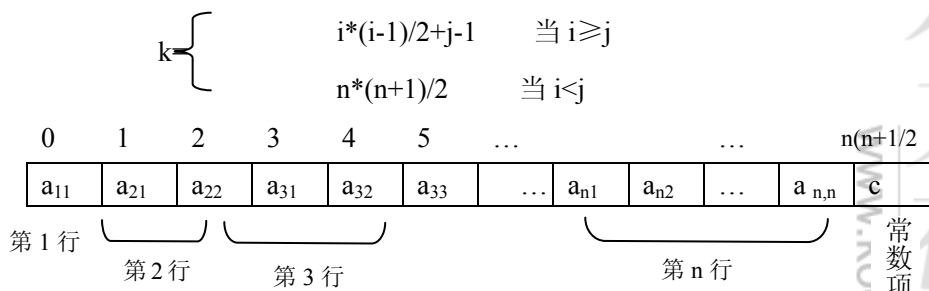 k= i*(i-1)/2+j-1 当 i≥j
n*(n+1)/2 当 i<j
0 1 2 3 4 5 … … n(n+1/2
a11 a21 a22 a31 a32 a33 … an1 an2 … a n,n c
第 1 行 第 2 行 第 3 行 第 n 行 常数项